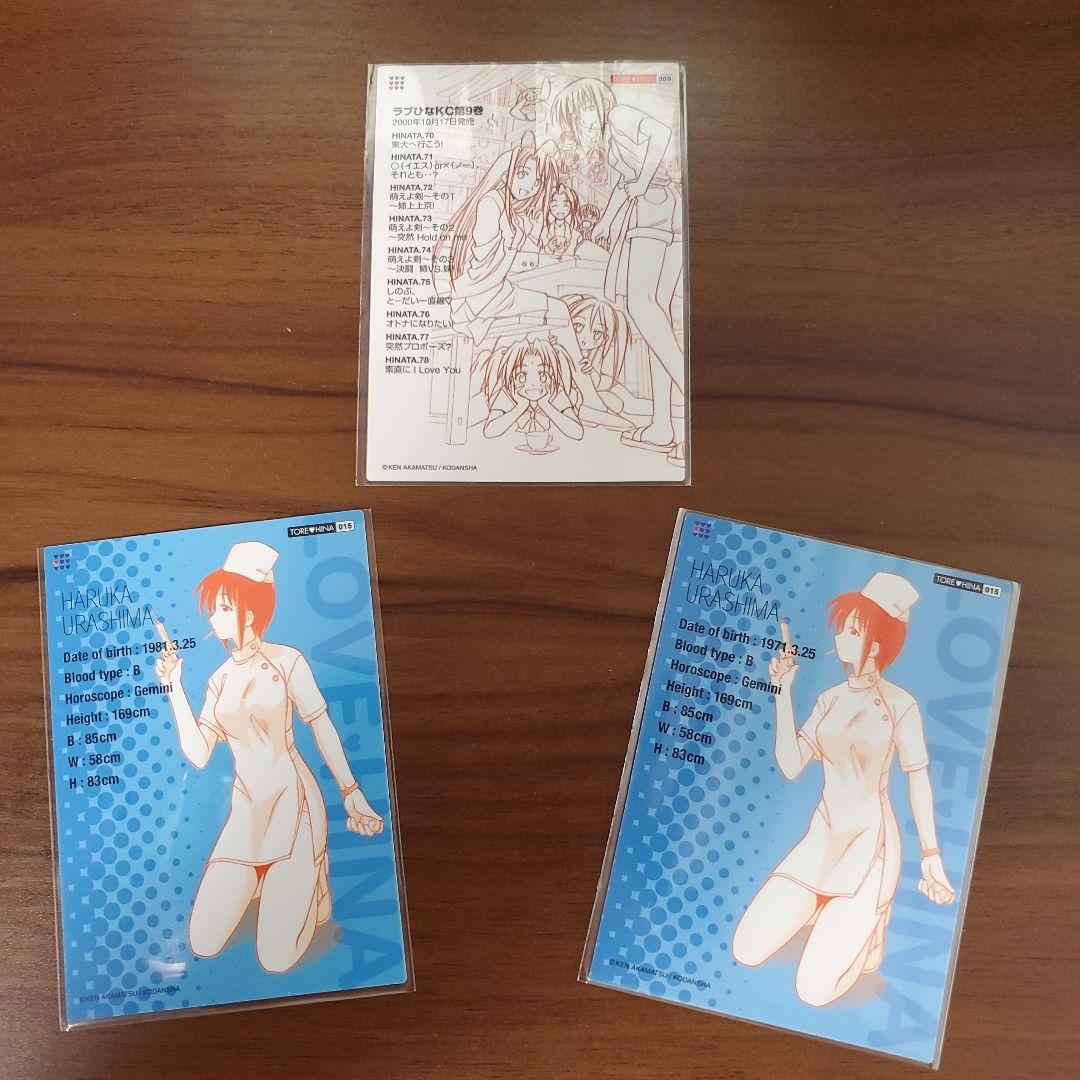 TORE♥HINA 009
ラブひなKC第9巻
2000年10月17日発売
HINATA.70
東大へ行こう!
HINATA.71
○(イエス)or×(ノー)、
それとも・・?
HINATA.72
萌えよ剣〜その1
〜姉上上京!
HINATA.73
萌えよ剣〜その2
〜突然 Hold on me
HINATA.74
萌えよ剣〜その3
〜決闘 姉VS.妹!
HINATA.75
しのぶ、
とーだい一直線♡
HINATA.76
オトナになりたい!
HINATA.77
突然プロポーズ?
HINATA.78
素直に I Love You
©KEN AKAMATSU / KODANSHA
TORE♥HINA 015
LOVE♥HINA
HARUKA
URASHIMA
Date of birth : 1981.3.25
Blood type : B
Horoscope : Gemini
Height : 169cm
B : 85cm
W : 58cm
H : 83cm
©KEN AKAMATSU / KODANSHA
TORE♥HINA 015
LOVE♥HINA
HARUKA
URASHIMA
Date of birth : 1971.3.25
Blood type : B
Horoscope : Gemini
Height : 169cm
B : 85cm
W : 58cm
H : 83cm
©KEN AKAMATSU / KODANSHA